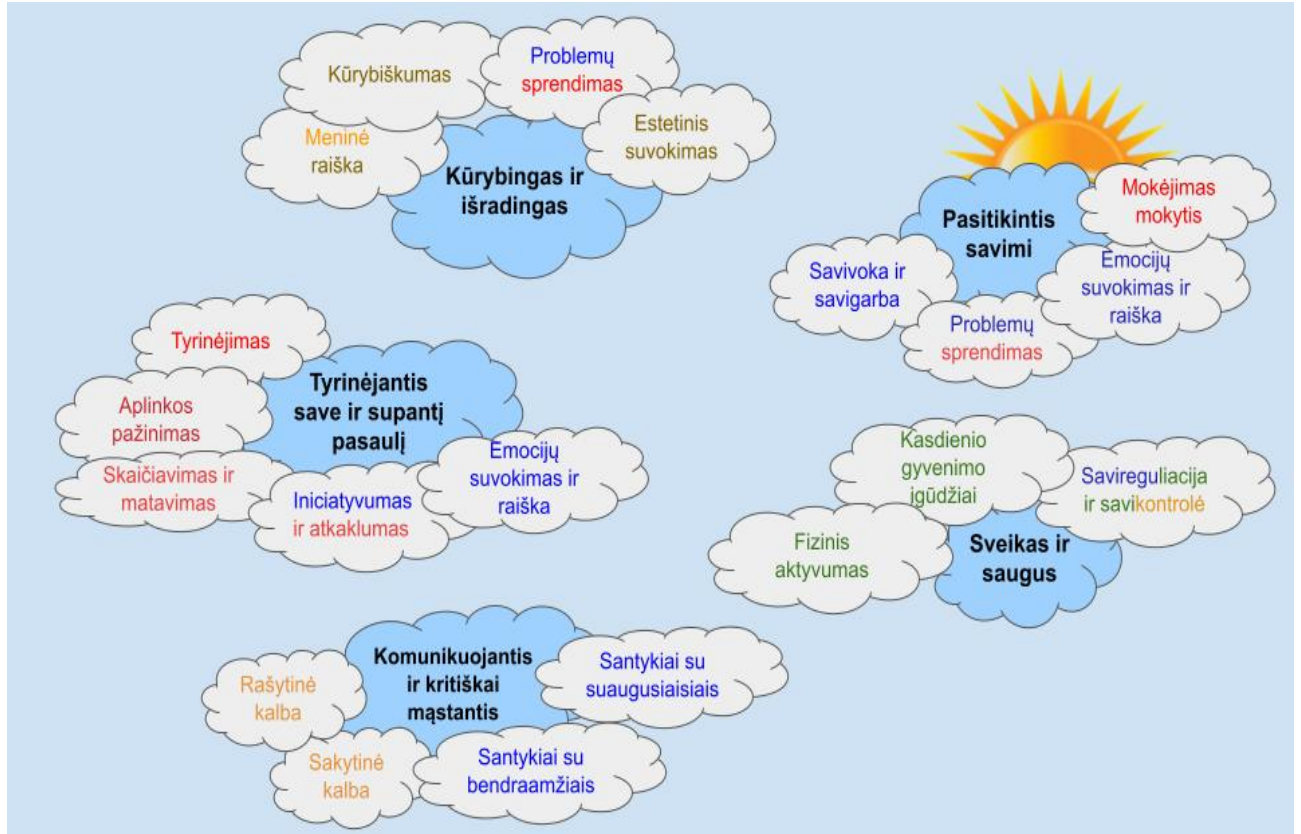 Kūrybiškumas
Problemų
sprendimas
Meninė
raiška
Estetinis
suvokimas
Kūrybingas ir
išradingas
Mokėjimas
mokytis
Pasitikintis
savimi
Savivoka ir
savigarba
Emocijų
suvokimas ir
raiška
Problemų
sprendimas
Tyrinėjimas
Tyrinėjantis
save ir supantį
pasaulį
Aplinkos
pažinimas
Skaičiavimas ir
matavimas
Iniciatyvumas
ir atkaklumas
Emocijų
suvokimas ir
raiška
Kasdienio
gyvenimo
įgūdžiai
Savireguliacija
ir savikontrolė
Fizinis
aktyvumas
Sveikas ir
saugus
Komunikuojantis
ir kritiškai
mąstantis
Santykiai su
suaugusiaisiais
Rašytinė
kalba
Sakytinė
kalba
Santykiai su
bendraamžiais